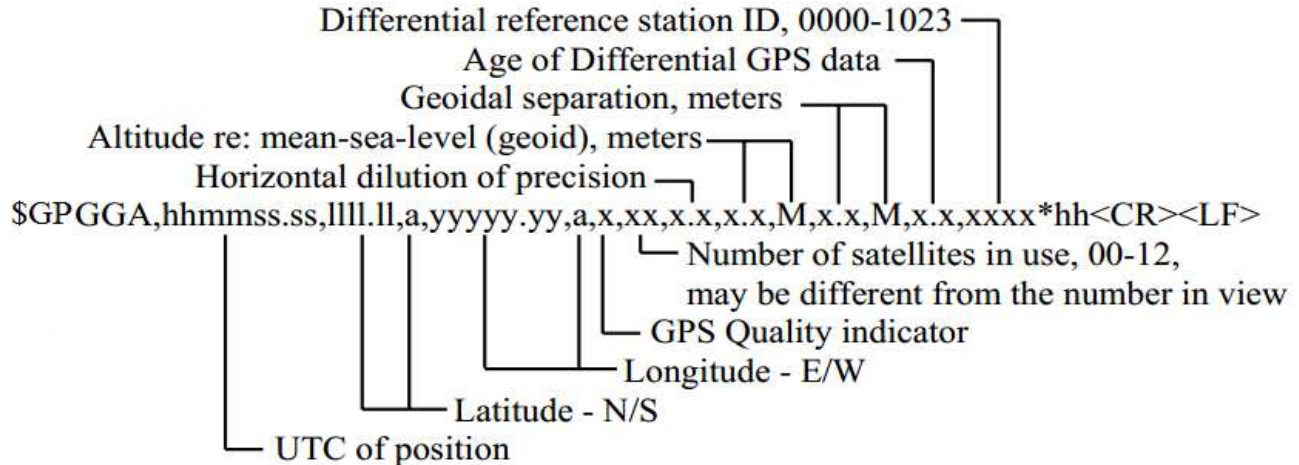 Differential reference station ID, 0000-1023
Age of Differential GPS data
Geoidal separation, meters
Altitude re: mean-sea-level (geoid), meters
Horizontal dilution of precision
$GPGGA,hhmmss.ss,llll.ll,a,yyyyy.yy,a,x,xx,x.x,x.x,M,x.x,M,x.x,xxxx*hh<CR><LF>
Number of satellites in use, 00-12,
may be different from the number in view
GPS Quality indicator
Longitude - E/W
Latitude - N/S
UTC of position